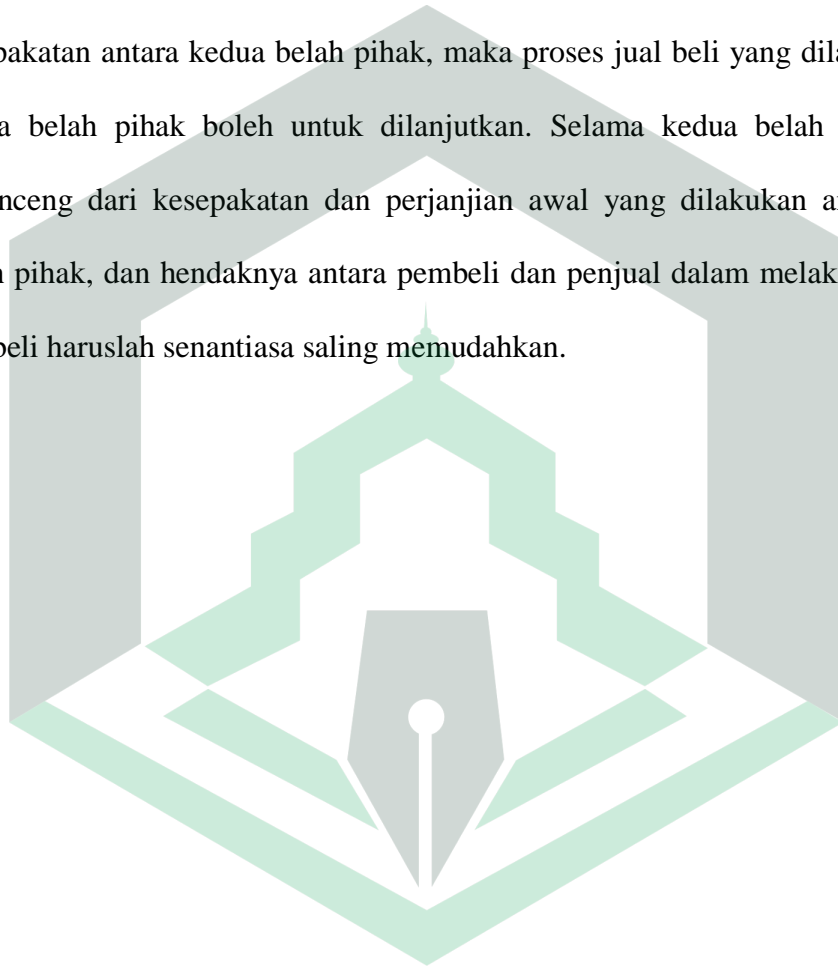 pakatan antara kedua belah pihak, maka proses jual beli yang dila
a belah pihak boleh untuk dilanjutkan. Selama kedua belah
nceng dari kesepakatan dan perjanjian awal yang dilakukan a
n pihak, dan hendaknya antara pembeli dan penjual dalam melak
beli haruslah senantiasa saling memudahkan.